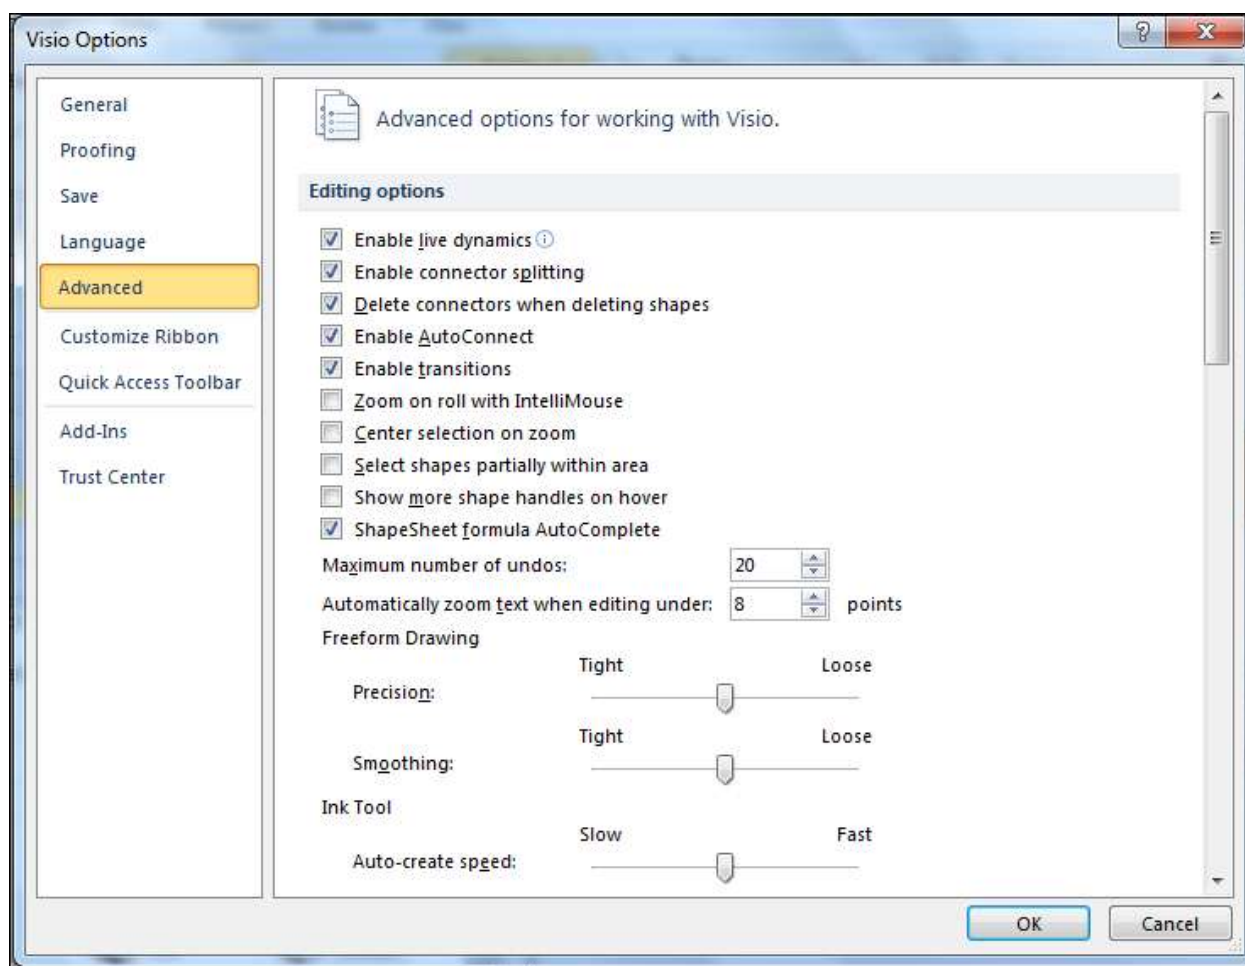 Visio Options
General
Proofing
Save
Language
Advanced
Customize Ribbon
Quick Access Toolbar
Add-Ins
Trust Center
Advanced options for working with Visio.
Editing options
Enable live dynamics
Enable connector splitting
Delete connectors when deleting shapes
Enable AutoConnect
Enable transitions
Zoom on roll with IntelliMouse
Center selection on zoom
Select shapes partially within area
Show more shape handles on hover
ShapeSheet formula AutoComplete
Maximum number of undos: 20
Automatically zoom text when editing under: 8 points
Freeform Drawing
Tight Loose
Precision:
Tight Loose
Smoothing:
Ink Tool
Slow Fast
Auto-create speed:
OK Cancel